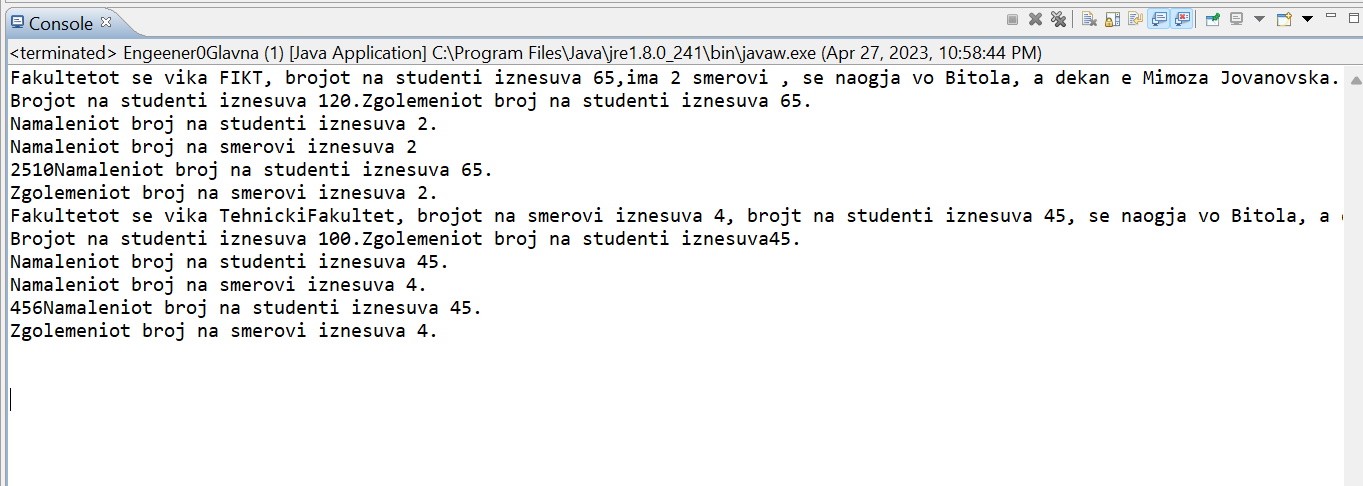 Console
<terminated> Engeener0Glavna (1) [Java Application] C:\Program Files\Java\jre1.8.0_241\bin\javaw.exe (Apr 27, 2023, 10:58:44 PM)
Fakultetot se vika FIKT, brojot na studenti iznesuva 65,ima 2 smerovi , se naogja vo Bitola, a dekan e Mimoza Jovanovska.
Brojot na studenti iznesuva 120.Zgolemeniot broj na studenti iznesuva 65.
Namaleniot broj na studenti iznesuva 2.
Namaleniot broj na smerovi iznesuva 2
2510Namaleniot broj na studenti iznesuva 65.
Zgolemeniot broj na smerovi iznesuva 2.
Fakultetot se vika TehnickiFakultet, brojot na smerovi iznesuva 4, brojt na studenti iznesuva 45, se naogja vo Bitola, a
Brojot na studenti iznesuva 100.Zgolemeniot broj na studenti iznesuva45.
Namaleniot broj na studenti iznesuva 45.
Namaleniot broj na smerovi iznesuva 4.
456Namaleniot broj na studenti iznesuva 45.
Zgolemeniot broj na smerovi iznesuva 4.